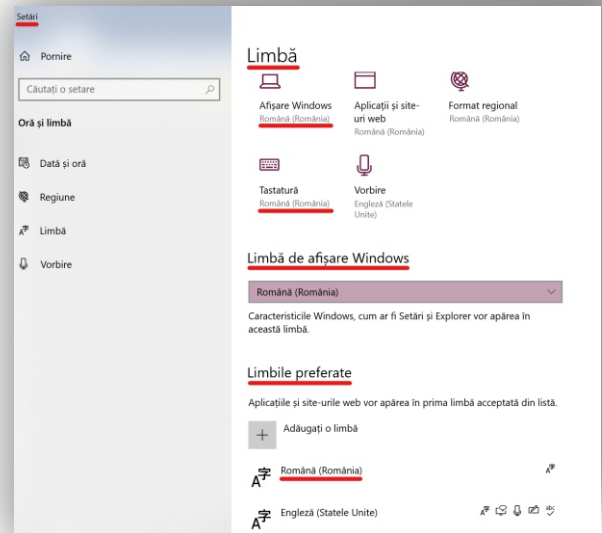 Setări
Pornire
Căutați o setare
Oră și limbă
Dată și oră
Regiune
Limbă
Vorbire
Limbă
Afișare Windows
Română (România)
Aplicații și site-
uri web
Română (România)
Format regional
Română (România)
Tastatură
Română (România)
Vorbire
Engleză (Statele
Unite)
Limbă de afișare Windows
Română (România)
Caracteristicile Windows, cum ar fi Setări și Explorer vor apărea în
această limbă.
Limbile preferate
Aplicațiile și site-urile web vor apărea în prima limbă acceptată din listă.
Adăugați o limbă
Română (România)
Engleză (Statele Unite)